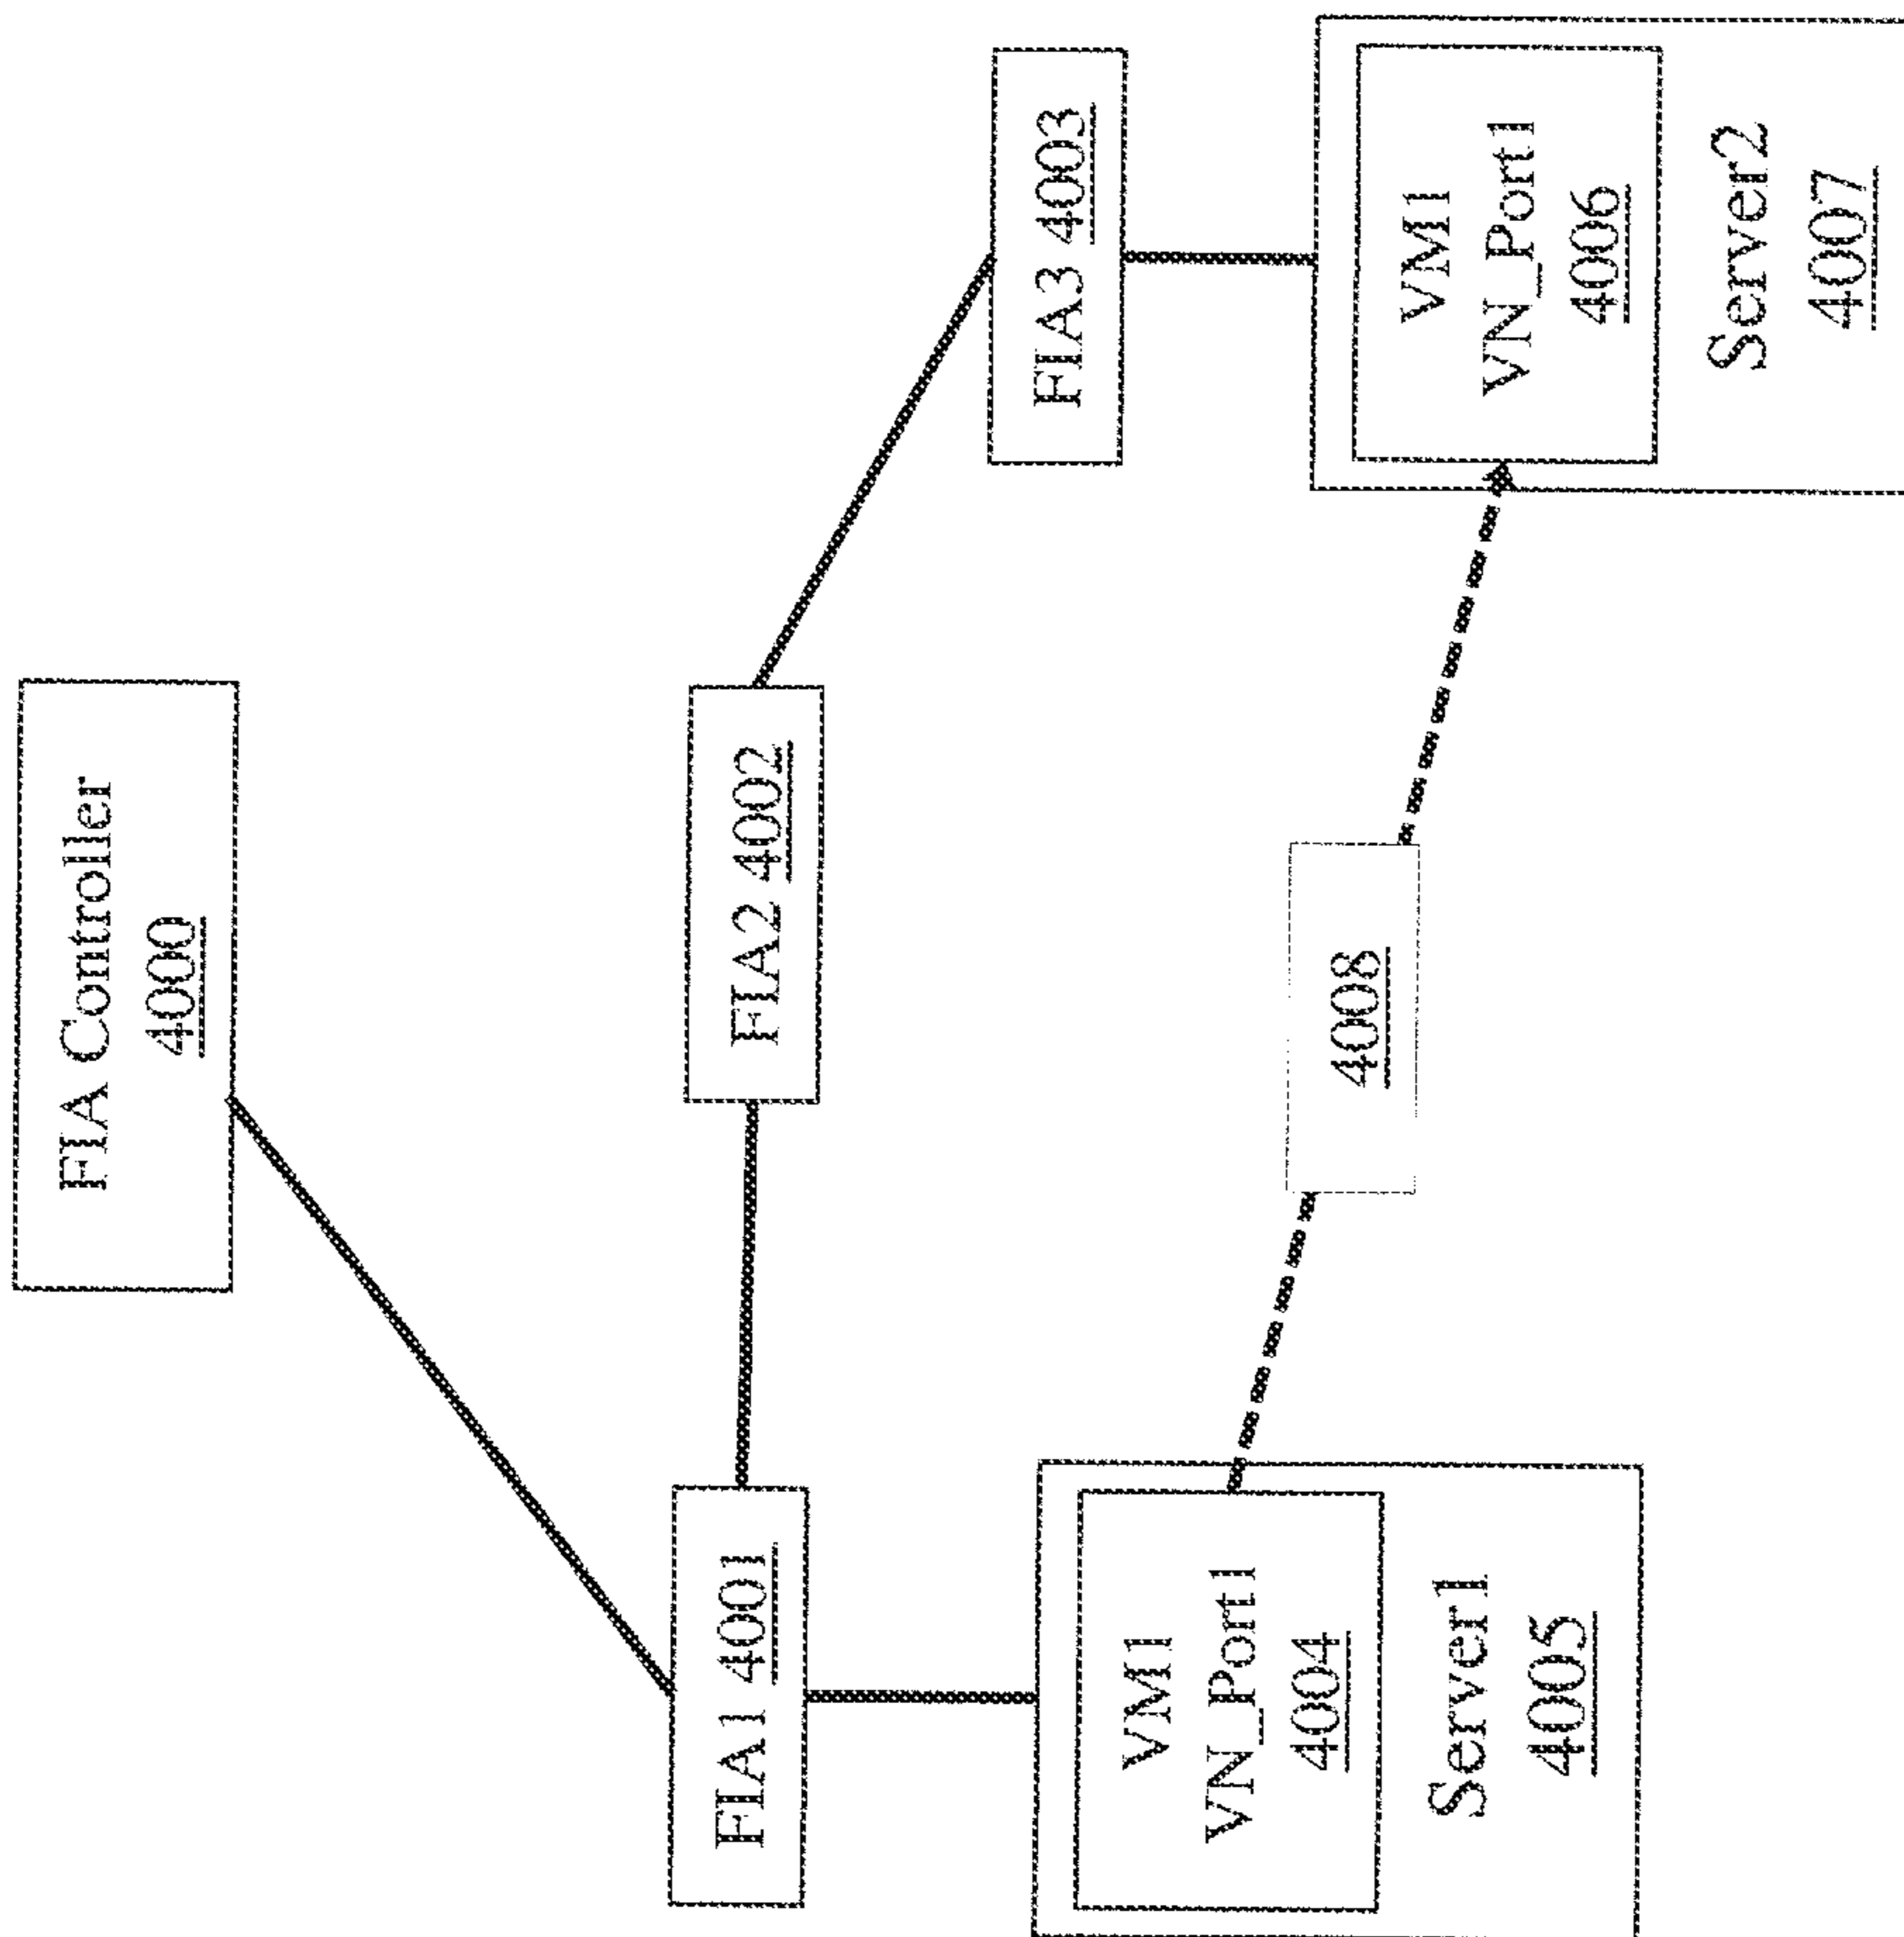 FIA Controller
4000
FIA1 4001
FIA2 4002
FIA3 4003
VM1
VN_Port1
4004
Server1
4005
4008
VM1
VN_Port1
4006
Server2
4007